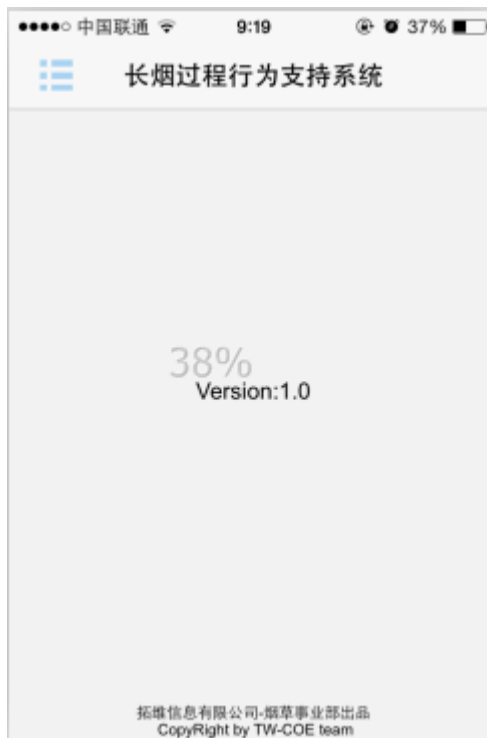 中国联通 9:19 37%
长烟过程行为支持系统
38%
Version:1.0
拓维信息有限公司-烟草事业部出品
CopyRight by TW-COE team